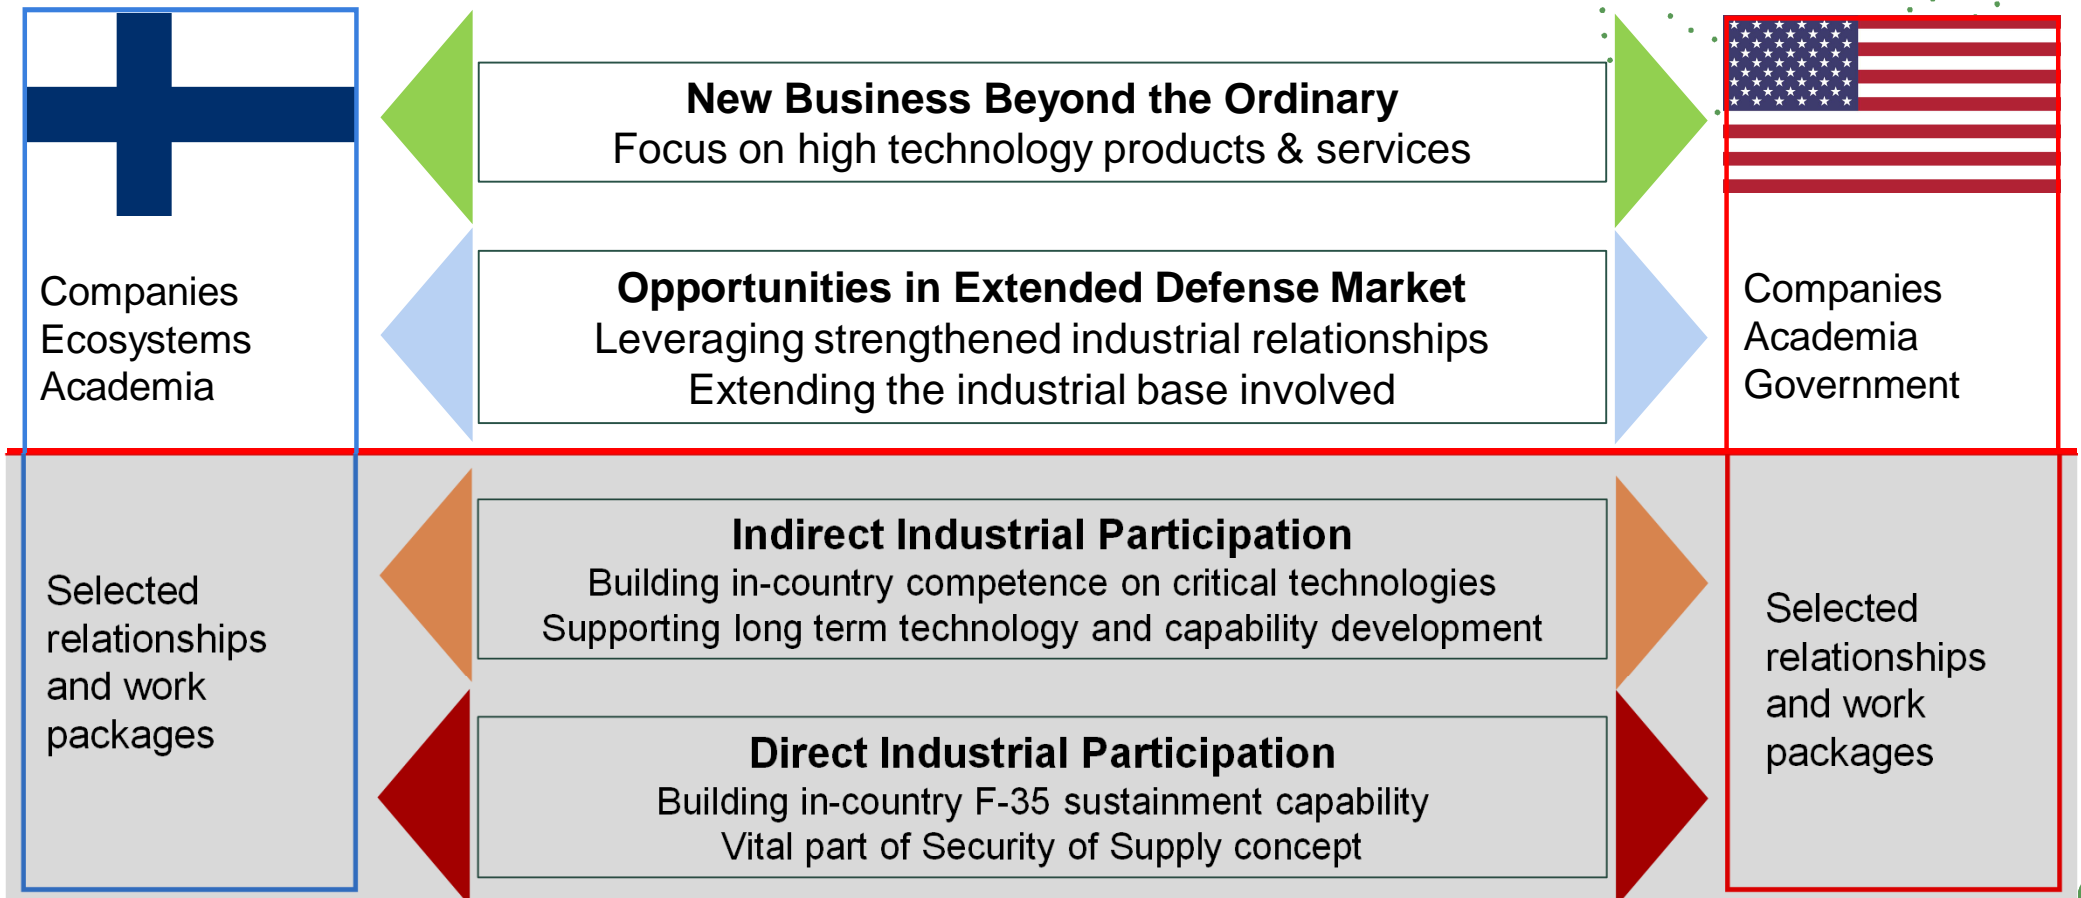 New Business Beyond the Ordinary
Focus on high technology products & services
Companies
Ecosystems
Academia
Opportunities in Extended Defense Market
Leveraging strengthened industrial relationships
Extending the industrial base involved
Companies
Academia
Government
Selected
relationships
and work
packages
Indirect Industrial Participation
Building in-country competence on critical technologies
Supporting long term technology and capability development
Direct Industrial Participation
Building in-country F-35 sustainment capability
Vital part of Security of Supply concept
Selected
relationships
and work
packages